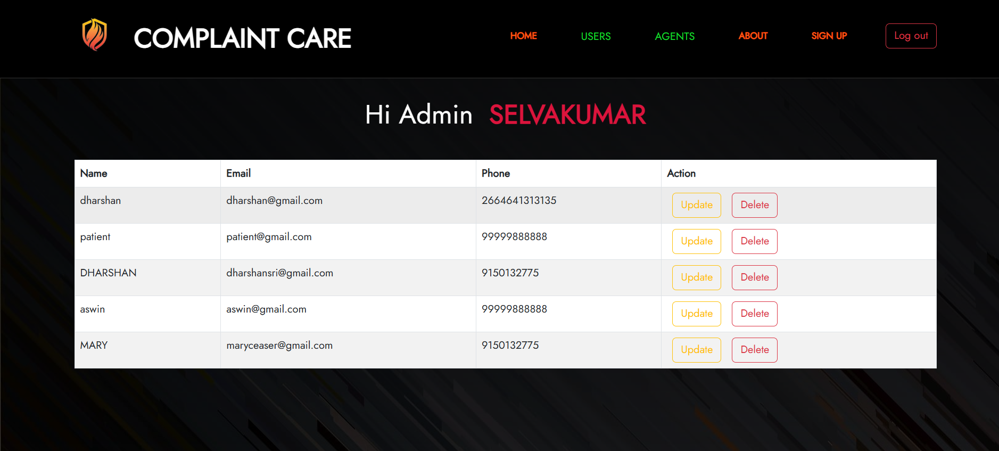 COMPLAINT CARE HOME USERS AGENTS ABOUT SIGN UP Log out
Hi Admin SELVAKUMAR
Name Email Phone Action
dharshan dharshan@gmail.com 2664641313135 Update Delete
patient patient@gmail.com 99999888888 Update Delete
DHARSHAN dharshansri@gmail.com 9150132775 Update Delete
aswin aswin@gmail.com 99999888888 Update Delete
MARY maryceaser@gmail.com 9150132775 Update Delete